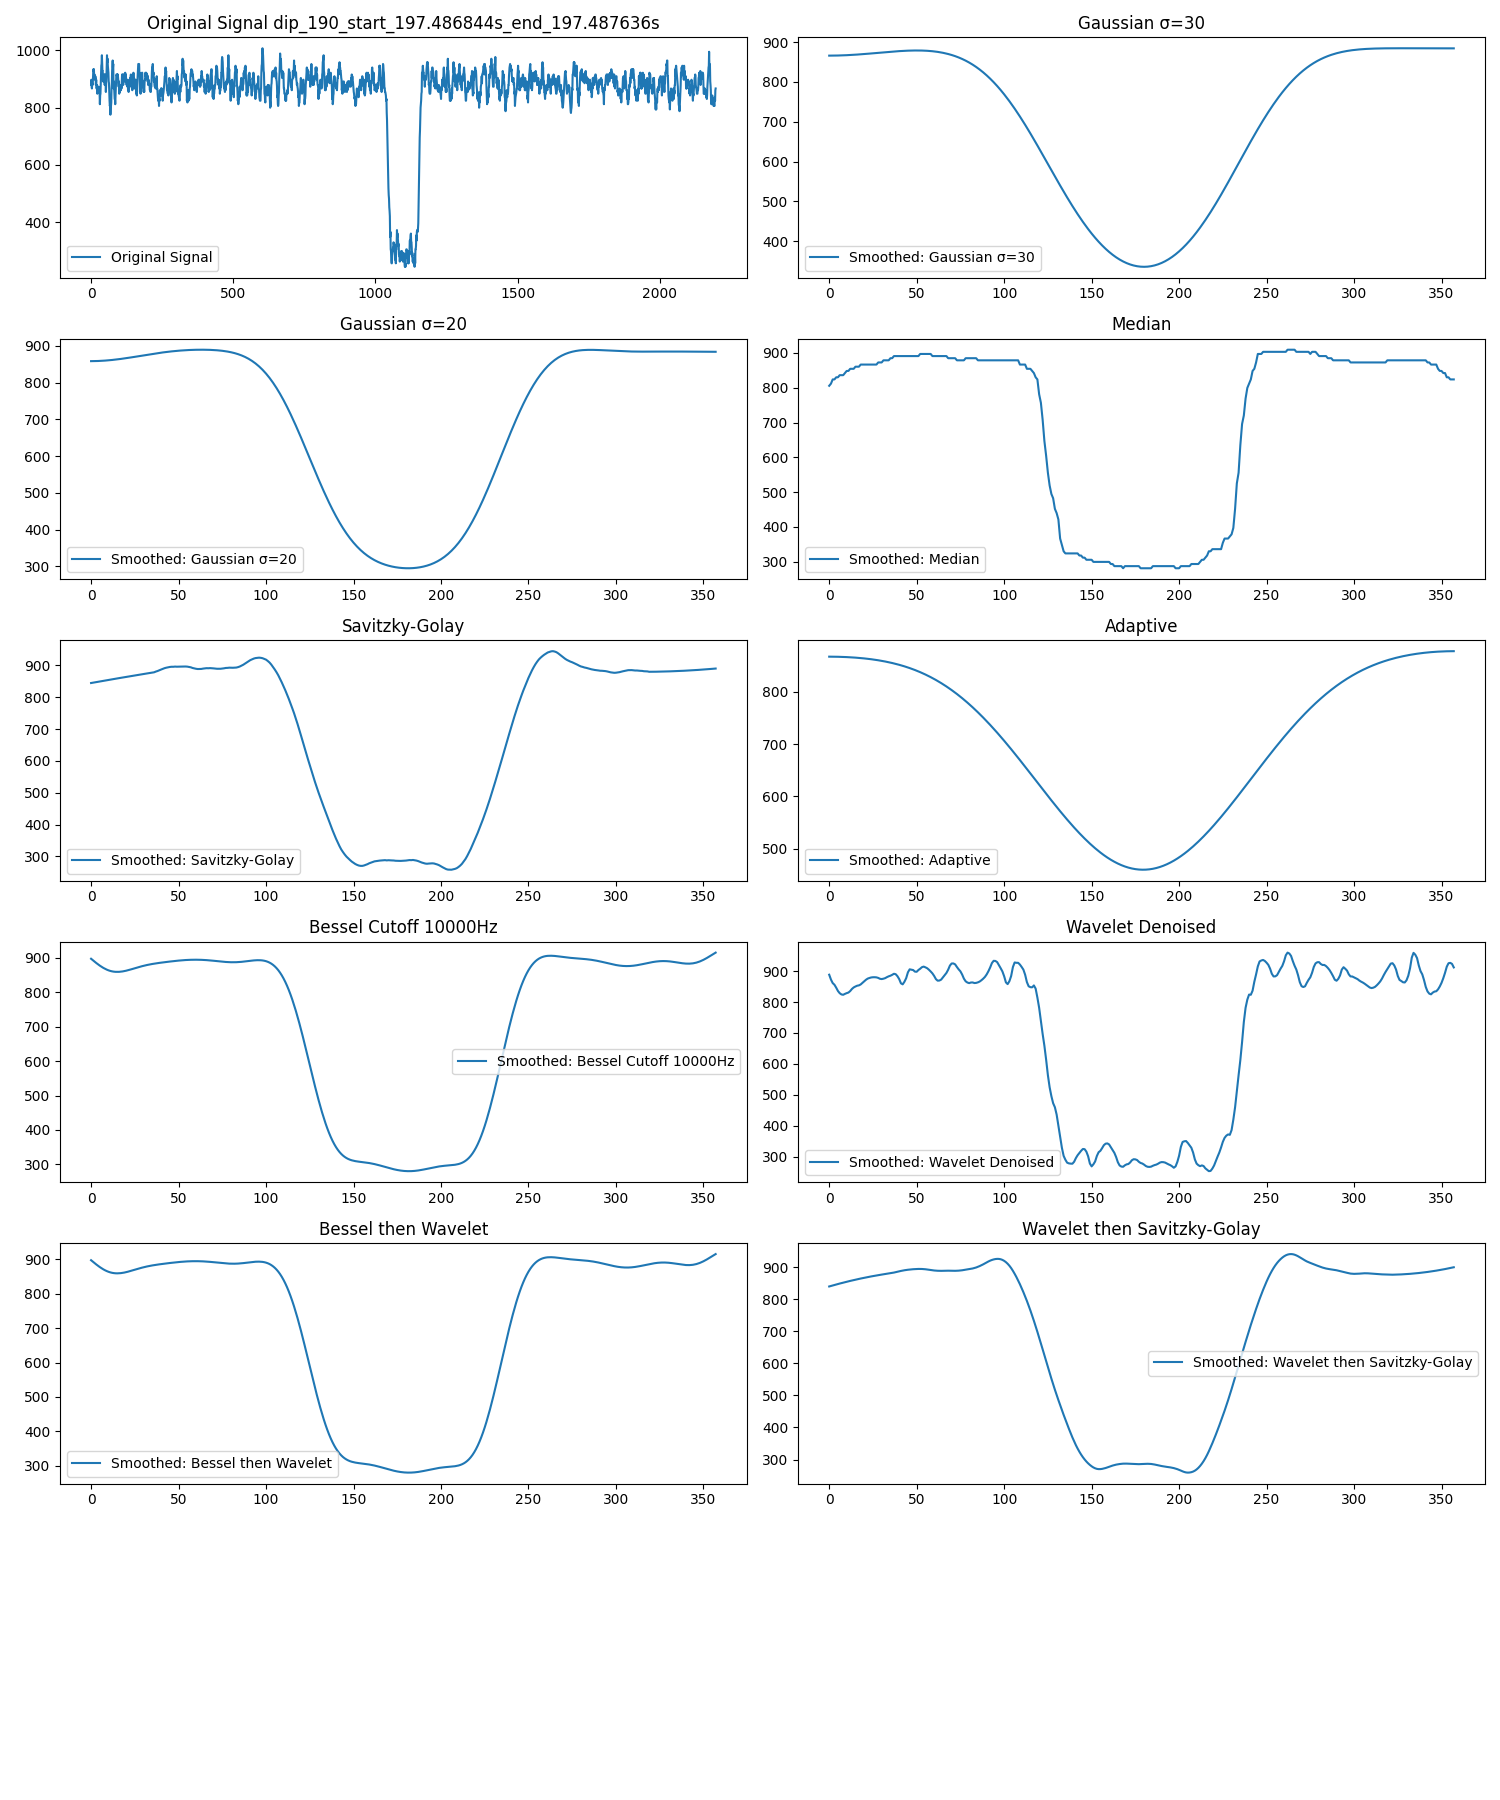 Original Signal dip_190_start_197.486844s_end_197.487636s
1000
800
600
400
Original Signal
0 500 1000 1500 2000
Gaussian σ=30
900
800
700
600
500
400
Smoothed: Gaussian σ=30
0 50 100 150 200 250 300 350
Gaussian σ=20
900
800
700
600
500
400
300
Smoothed: Gaussian σ=20
0 50 100 150 200 250 300 350
Median
900
800
700
600
500
400
300
Smoothed: Median
0 50 100 150 200 250 300 350
Savitzky-Golay
900
800
700
600
500
400
300
Smoothed: Savitzky-Golay
0 50 100 150 200 250 300 350
Adaptive
800
700
600
500
Smoothed: Adaptive
0 50 100 150 200 250 300 350
Bessel Cutoff 10000Hz
900
800
700
600
500
400
300
Smoothed: Bessel Cutoff 10000Hz
0 50 100 150 200 250 300 350
Wavelet Denoised
900
800
700
600
500
400
300
Smoothed: Wavelet Denoised
0 50 100 150 200 250 300 350
Bessel then Wavelet
900
800
700
600
500
400
300
Smoothed: Bessel then Wavelet
0 50 100 150 200 250 300 350
Wavelet then Savitzky-Golay
900
800
700
600
500
400
300
Smoothed: Wavelet then Savitzky-Golay
0 50 100 150 200 250 300 350